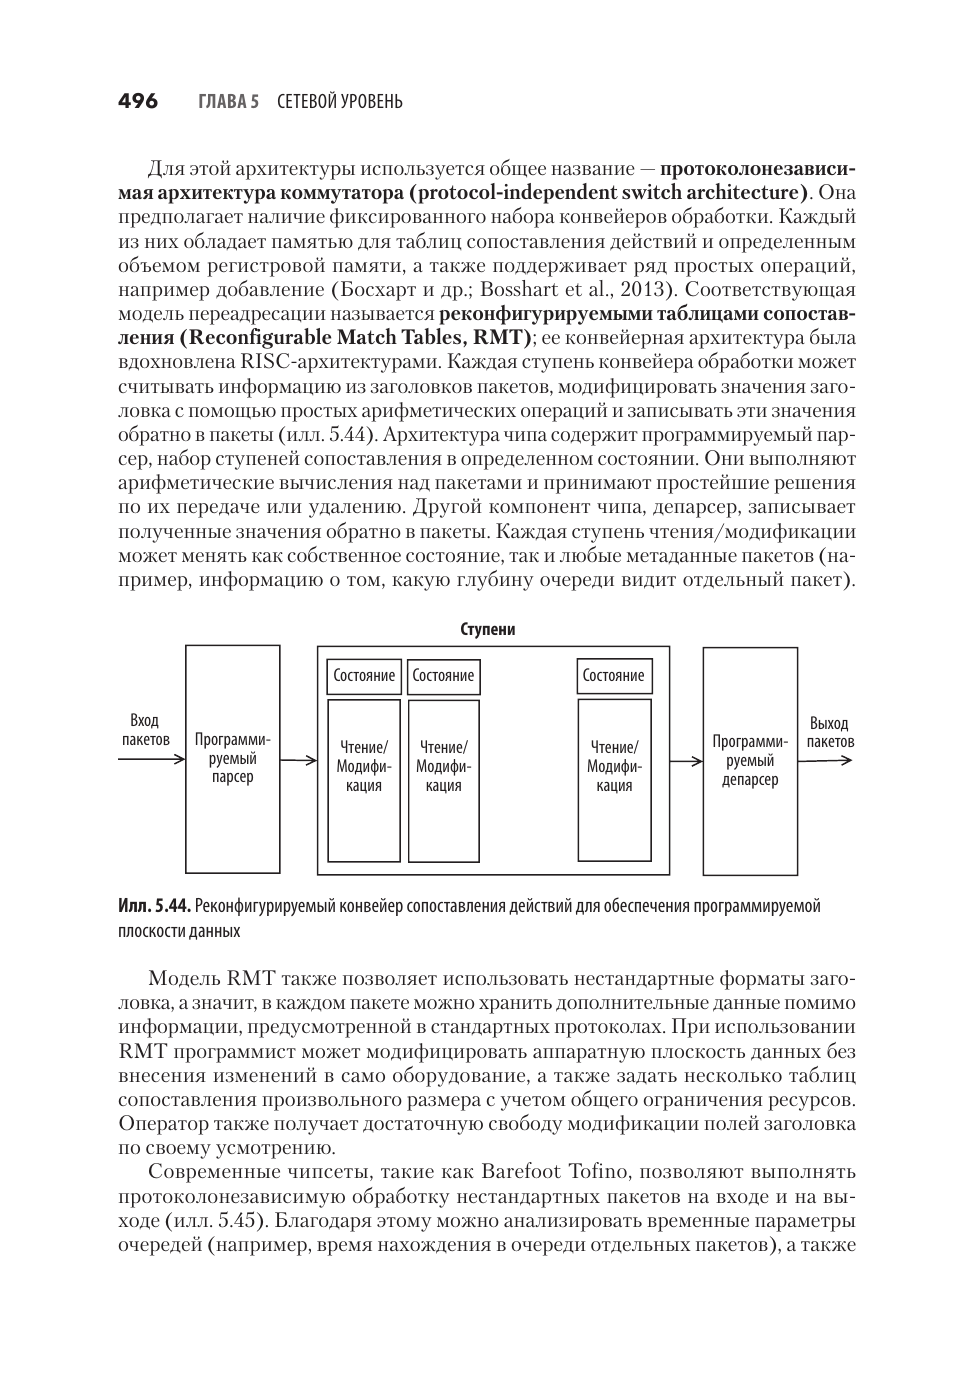 496 ГЛАВА 5 СЕТЕВОЙ УРОВЕНЬ
Для этой архитектуры используется общее название — протоколонезависи-
мая архитектура коммутатора (protocol-independent switch architecture). Она
предполагает наличие фиксированного набора конвейеров обработки. Каждый
из них обладает памятью для таблиц сопоставления действий и определенным
объемом регистровой памяти, а также поддерживает ряд простых операций,
например добавление (Босхарт и др.; Bosshart et al., 2013). Соответствующая
модель переадресации называется реконфигурируемыми таблицами сопостав-
ления (Reconfigurable Match Tables, RMT); ее конвейерная архитектура была
вдохновлена RISC-архитектурами. Каждая ступень конвейера обработки может
считывать информацию из заголовков пакетов, модифицировать значения заго-
ловка с помощью простых арифметических операций и записывать эти значения
обратно в пакеты (илл. 5.44). Архитектура чипа содержит программируемый пар-
сер, набор ступеней сопоставления в определенном состоянии. Они выполняют
арифметические вычисления над пакетами и принимают простейшие решения
по их передаче или удалению. Другой компонент чипа, депарсер, записывает
полученные значения обратно в пакеты. Каждая ступень чтения/модификации
может менять как собственное состояние, так и любые метаданные пакетов (на-
пример, информацию о том, какую глубину очереди видит отдельный пакет).
Ступени
Вход
пакетов
Программи-
руемый
парсер
Состояние
Чтение/
Модифи-
кация
Состояние
Чтение/
Модифи-
кация
Состояние
Чтение/
Модифи-
кация
Программи-
руемый
депарсер
Выход
пакетов
Илл. 5.44. Реконфигурируемый конвейер сопоставления действий для обеспечения программируемой
плоскости данных
Модель RMT также позволяет использовать нестандартные форматы заго-
ловка, а значит, в каждом пакете можно хранить дополнительные данные помимо
информации, предусмотренной в стандартных протоколах. При использовании
RMT программист может модифицировать аппаратную плоскость данных без
внесения изменений в само оборудование, а также задать несколько таблиц
сопоставления произвольного размера с учетом общего ограничения ресурсов.
Оператор также получает достаточную свободу модификации полей заголовка
по своему усмотрению.
Современные чипсеты, такие как Barefoot Tofino, позволяют выполнять
протоколонезависимую обработку нестандартных пакетов на входе и на вы-
ходе (илл. 5.45). Благодаря этому можно анализировать временные параметры
очередей (например, время нахождения в очереди отдельных пакетов), а также